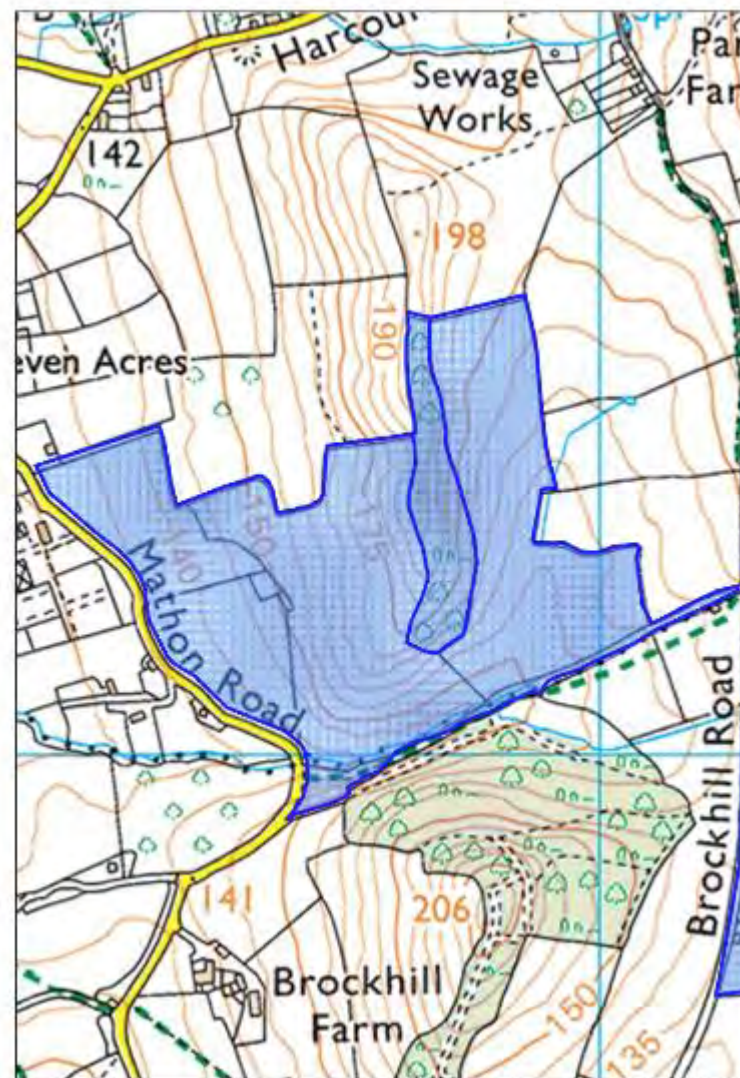 Harcou
Sewage
Works
Par
Far
142
198
190
even Acres
140
150
175
Mathon Road
Brockhill Road
141
206
Brockhill
Farm
150
135